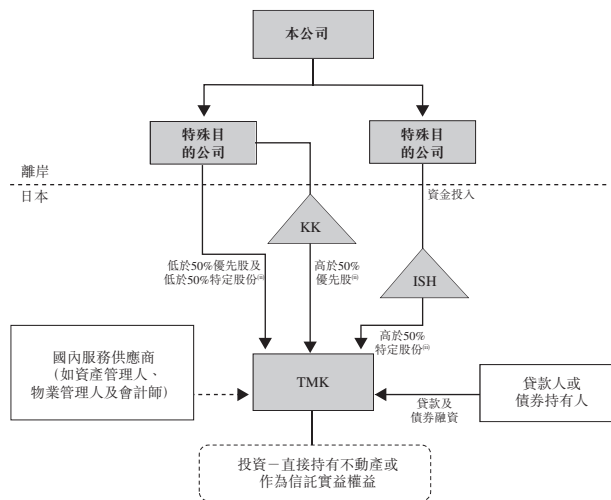 本公司
特殊目
的公司
特殊目
的公司
離岸
日本
資金投入
KK
低於50%優先股及
低於50%特定股份㈣
高於50%
優先股㈣
ISH
高於50%
特定股份㈣
國內服務供應商
（如資產管理人、
物業管理人及會計師）
TMK
貸款及
債券融資
貸款人或
債券持有人
投資－直接持有不動產或
作為信託實益權益